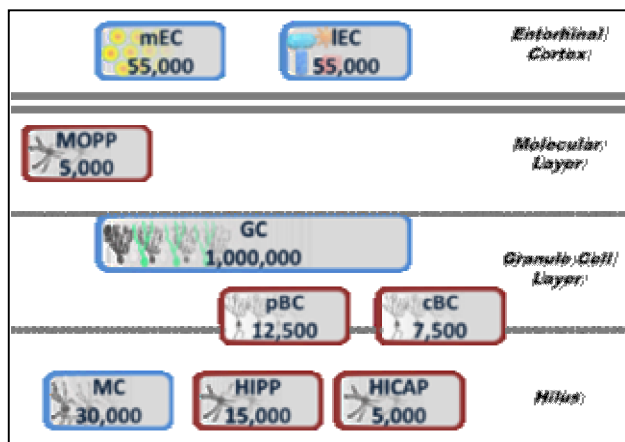 mEC
55,000
lEC
55,000
Entorhinal
Cortex
MOPP
5,000
Molecular
Layer
GC
1,000,000
Granule Cell
Layer
pBC
12,500
cBC
7,500
MC
30,000
HIPP
15,000
HICAP
5,000
Hilus